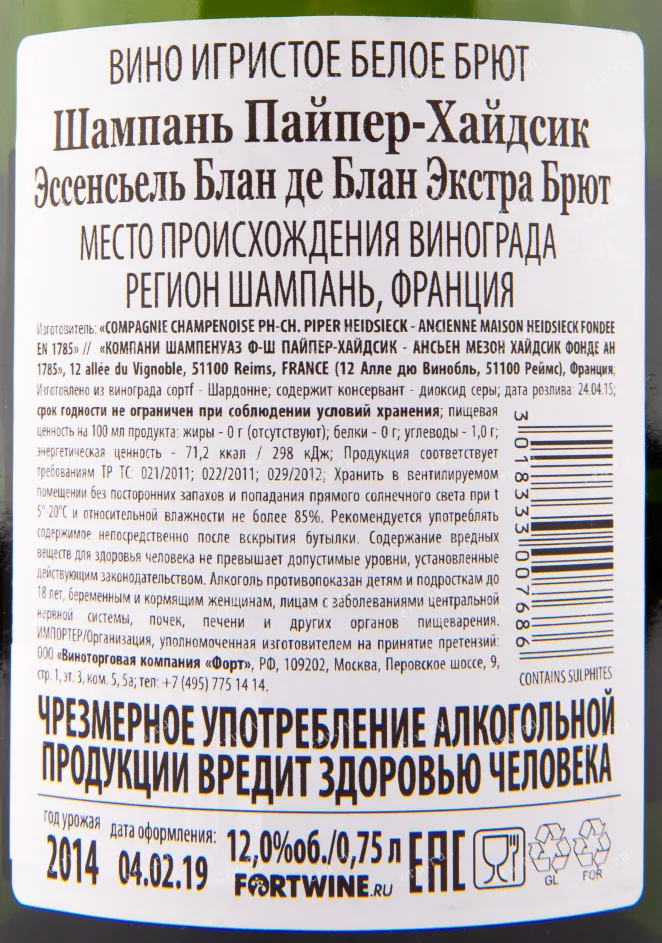 ВИНО ИГРИСТОЕ БЕЛОЕ БРЮТ
Шампань Пайпер-Хайдсик
Эссенсьель Блан де Блан Экстра Брют
МЕСТО ПРОИСХОЖДЕНИЯ ВИНОГРАДА
РЕГИОН ШАМПАНЬ, ФРАНЦИЯ
Изготовитель: «COMPAGNIE CHAMPENOISE PH-CH. PIPER HEIDSIECK - ANCIENNE MAISON HEIDSIECK FONDEE
EN 1785» // «КОМПАНИ ШАМПЕНУАЗ Ф-Ш ПАЙПЕР-ХАЙДСИК - АНСЬЕН МЕЗОН ХАЙДСИК ФОНДЕ АН
1785», 12 allée du Vignoble, 51100 Reims, FRANCE (12 Алле дю Винобль, 51100 Реймс), Франция;
Изготовлено из винограда сортf - Шардонне; содержит консервант - диоксид серы; дата розлива: 24.04.15;
срок годности не ограничен при соблюдении условий хранения; пищевая
ценность на 100 мл продукта: жиры - 0 г (отсутствуют); белки - 0 г; углеводы - 1,0 г;
энергетическая ценность - 71,2 ккал / 298 кДж; Продукция соответствует
требованиям ТР ТС: 021/2011; 022/2011; 029/2012; Хранить в вентилируемом
помещении без посторонних запахов и попадания прямого солнечного света при t
5°-20°С и относительной влажности не более 85%. Рекомендуется употреблять
содержимое непосредственно после вскрытия бутылки. Содержание вредных
веществ для здоровья человека не превышает допустимые уровни, установленные
действующим законодательством. Алкоголь противопоказан детям и подросткам до
18 лет, беременным и кормящим женщинам, лицам с заболеваниями центральной
нервной системы, почек, печени и других органов пищеварения.
ИМПОРТЕР/Организация, уполномоченная изготовителем на принятие претензий:
ООО «Виноторговая компания «Форт», РФ, 109202, Москва, Перовское шоссе, 9,
стр. 1, эт. 3, ком. 5, 5а; тел: +7 (495) 775 14 14.
3 018333 007686
CONTAINS SULPHITES
ЧРЕЗМЕРНОЕ УПОТРЕБЛЕНИЕ АЛКОГОЛЬНОЙ
ПРОДУКЦИИ ВРЕДИТ ЗДОРОВЬЮ ЧЕЛОВЕКА
год урожая
2014
дата оформления:
04.02.19
12,0%об./0,75 л
FORTWINE.RU
EAC
GL
FOR